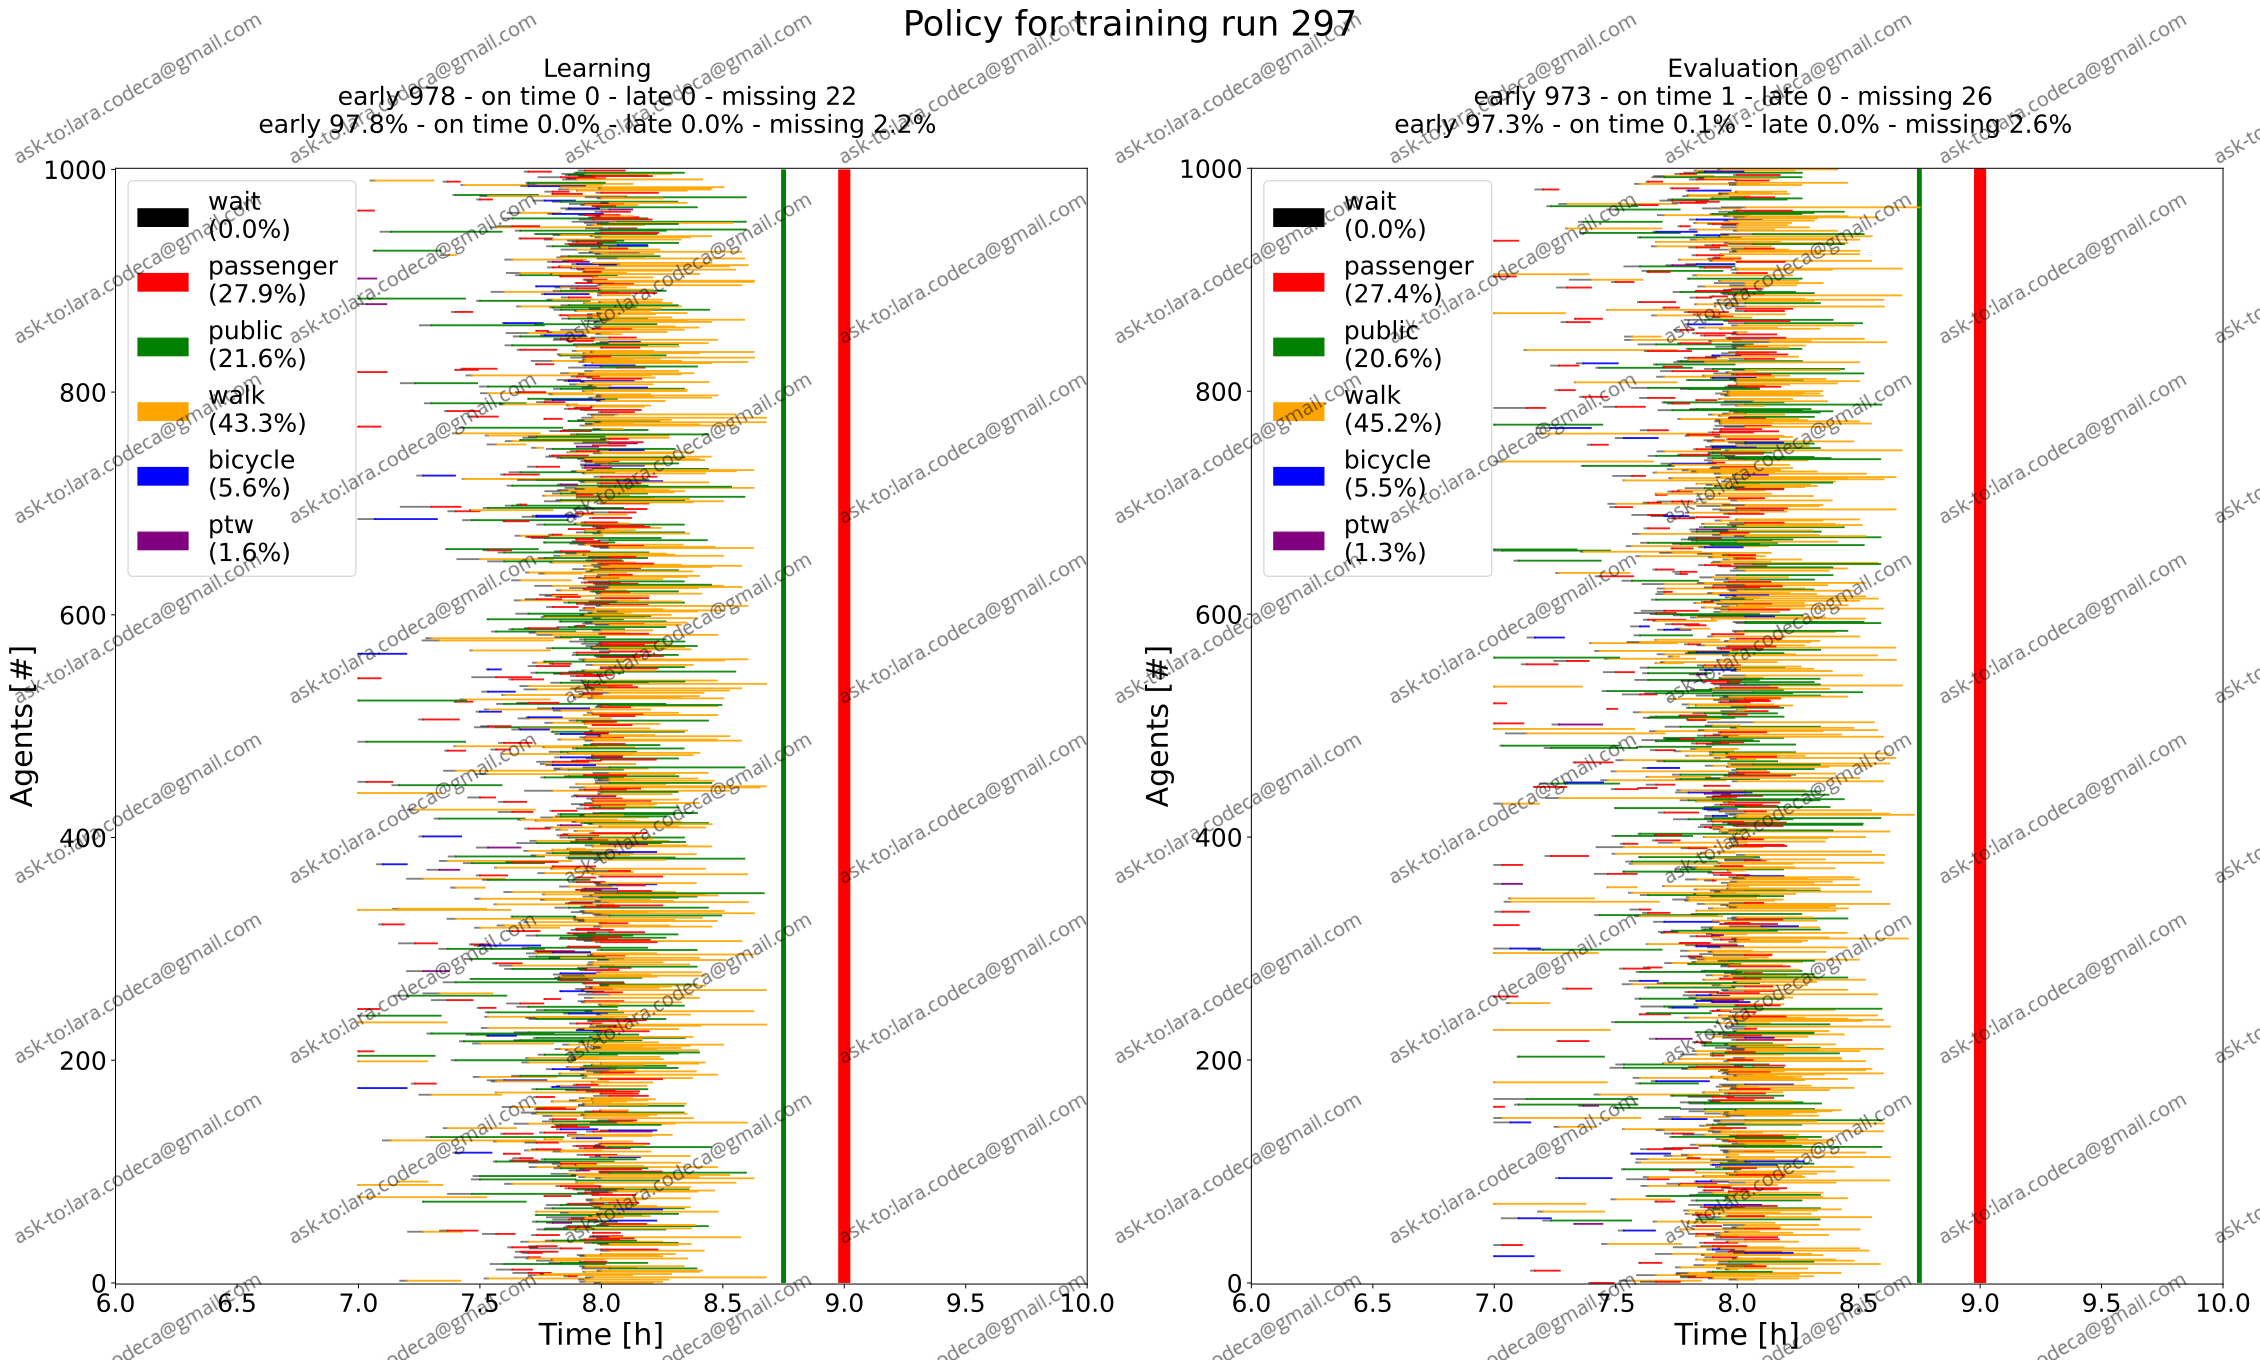 Policy for training run 297
Learning
early 978 - on time 0 - late 0 - missing 22
early 97.8% - on time 0.0% - late 0.0% - missing 2.2%
1000
800
600
400
200
0
Agents [#]
wait
(0.0%)
passenger
(27.9%)
public
(21.6%)
walk
(43.3%)
bicycle
(5.6%)
ptw
(1.6%)
6.0 6.5 7.0 7.5 8.0 8.5 9.0 9.5 10.0
Time [h]
Evaluation
early 973 - on time 1 - late 0 - missing 26
early 97.3% - on time 0.1% - late 0.0% - missing 2.6%
1000
800
600
400
200
0
Agents [#]
wait
(0.0%)
passenger
(27.4%)
public
(20.6%)
walk
(45.2%)
bicycle
(5.5%)
ptw
(1.3%)
6.0 6.5 7.0 7.5 8.0 8.5 9.0 9.5 10.0
Time [h]
ask-to:lara.codeca@gmail.com